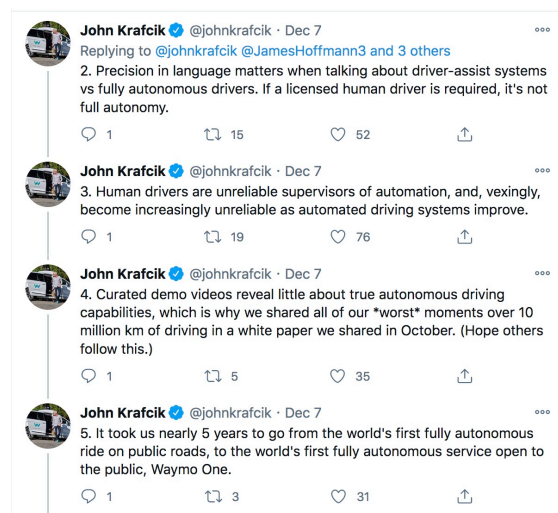 John Krafcik @johnkrafcik · Dec 7
Replying to @johnkrafcik @JamesHoffmann3 and 3 others
2. Precision in language matters when talking about driver-assist systems
vs fully autonomous drivers. If a licensed human driver is required, it's not
full autonomy.
1 15 52
John Krafcik @johnkrafcik · Dec 7
3. Human drivers are unreliable supervisors of automation, and, vexingly,
become increasingly unreliable as automated driving systems improve.
1 19 76
John Krafcik @johnkrafcik · Dec 7
4. Curated demo videos reveal little about true autonomous driving
capabilities, which is why we shared all of our *worst* moments over 10
million km of driving in a white paper we shared in October. (Hope others
follow this.)
1 5 35
John Krafcik @johnkrafcik · Dec 7
5. It took us nearly 5 years to go from the world's first fully autonomous
ride on public roads, to the world's first fully autonomous service open to
the public, Waymo One.
1 3 31